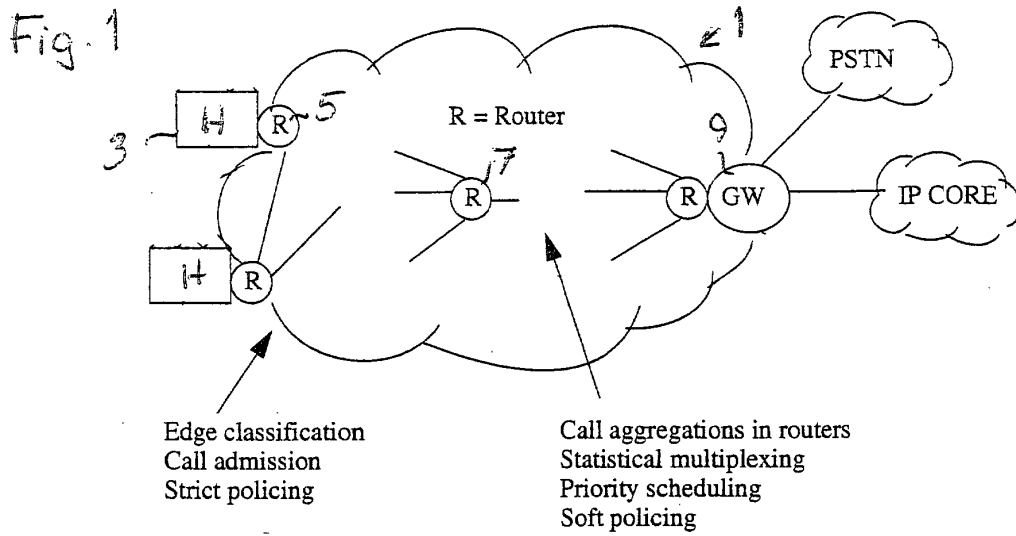 Fig. 1
1
PSTN
H
R
5
3
R = Router
9
7
R
R
GW
IP CORE
H
R
Edge classification
Call admission
Strict policing
Call aggregations in routers
Statistical multiplexing
Priority scheduling
Soft policing